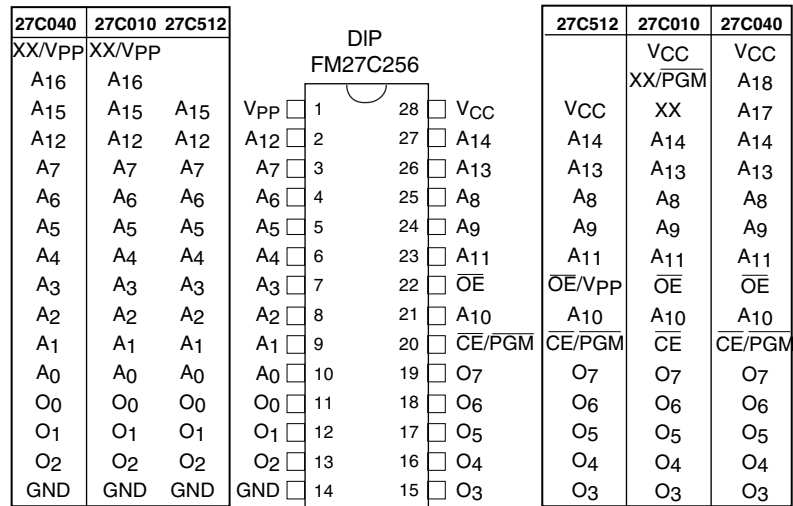 27C040 27C010 27C512 DIP FM27C256 27C512 27C010 27C040
XX/VPP XX/VPP VCC VCC
A16 A16 XX/PGM A18
A15 A15 A15 VPP 1 28 VCC VCC XX A17
A12 A12 A12 A12 2 27 A14 A14 A14 A14
A7 A7 A7 A7 3 26 A13 A13 A13 A13
A6 A6 A6 A6 4 25 A8 A8 A8 A8
A5 A5 A5 A5 5 24 A9 A9 A9 A9
A4 A4 A4 A4 6 23 A11 A11 A11 A11
A3 A3 A3 A3 7 22 OE OE/VPP OE OE
A2 A2 A2 A2 8 21 A10 A10 A10 A10
A1 A1 A1 A1 9 20 CE/PGM CE/PGM CE CE/PGM
A0 A0 A0 A0 10 19 O7 O7 O7 O7
O0 O0 O0 O0 11 18 O6 O6 O6 O6
O1 O1 O1 O1 12 17 O5 O5 O5 O5
O2 O2 O2 O2 13 16 O4 O4 O4 O4
GND GND GND GND 14 15 O3 O3 O3 O3